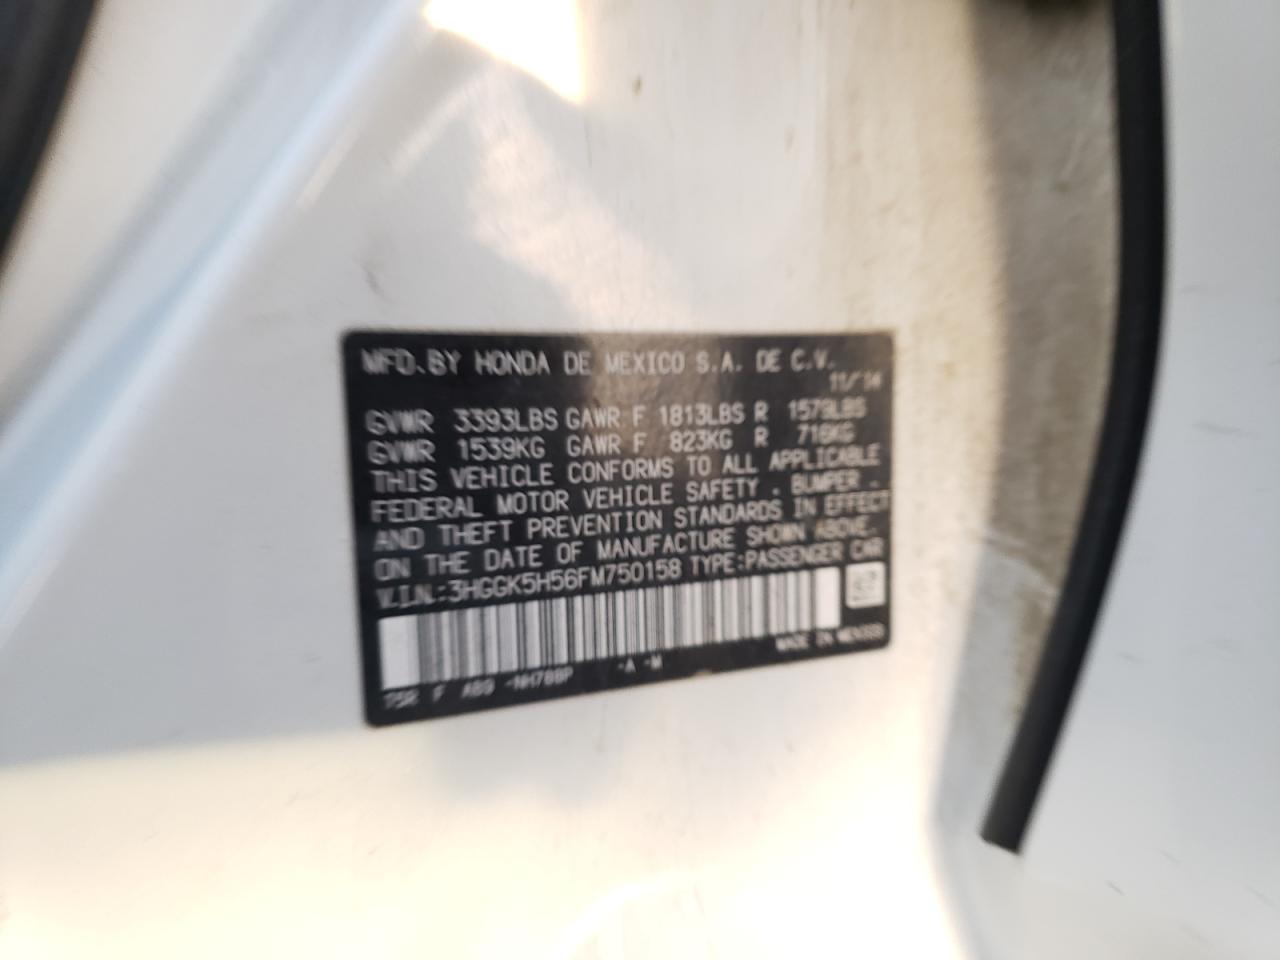 MFD. BY HONDA DE MEXICO S.A. DE C.V.
11/14
GVWR 3393LBS GAWR F 1813LBS R 1579LBS
GVWR 1539KG GAWR F 823KG R 716KG
THIS VEHICLE CONFORMS TO ALL APPLICABLE
FEDERAL MOTOR VEHICLE SAFETY, BUMPER,
AND THEFT PREVENTION STANDARDS IN EFFECT
ON THE DATE OF MANUFACTURE SHOWN ABOVE.
V.I.N.:3HGGK5H56FM750158 TYPE:PASSENGER CAR
MADE IN MEXICO
F -NH788P -A -M